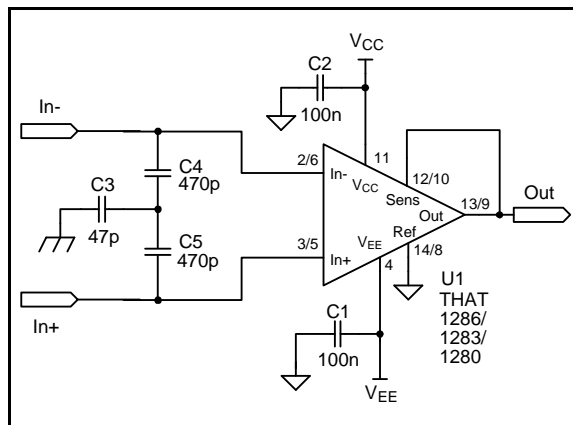 VCC
C2
100n
In-
11
12/10
2/6
In-
VCC
Sens
13/9
Out
Out
C4
470p
C3
47p
C5
470p
Ref
14/8
3/5
In+
VEE
4
In+
C1
100n
VEE
U1
THAT
1286/
1283/
1280